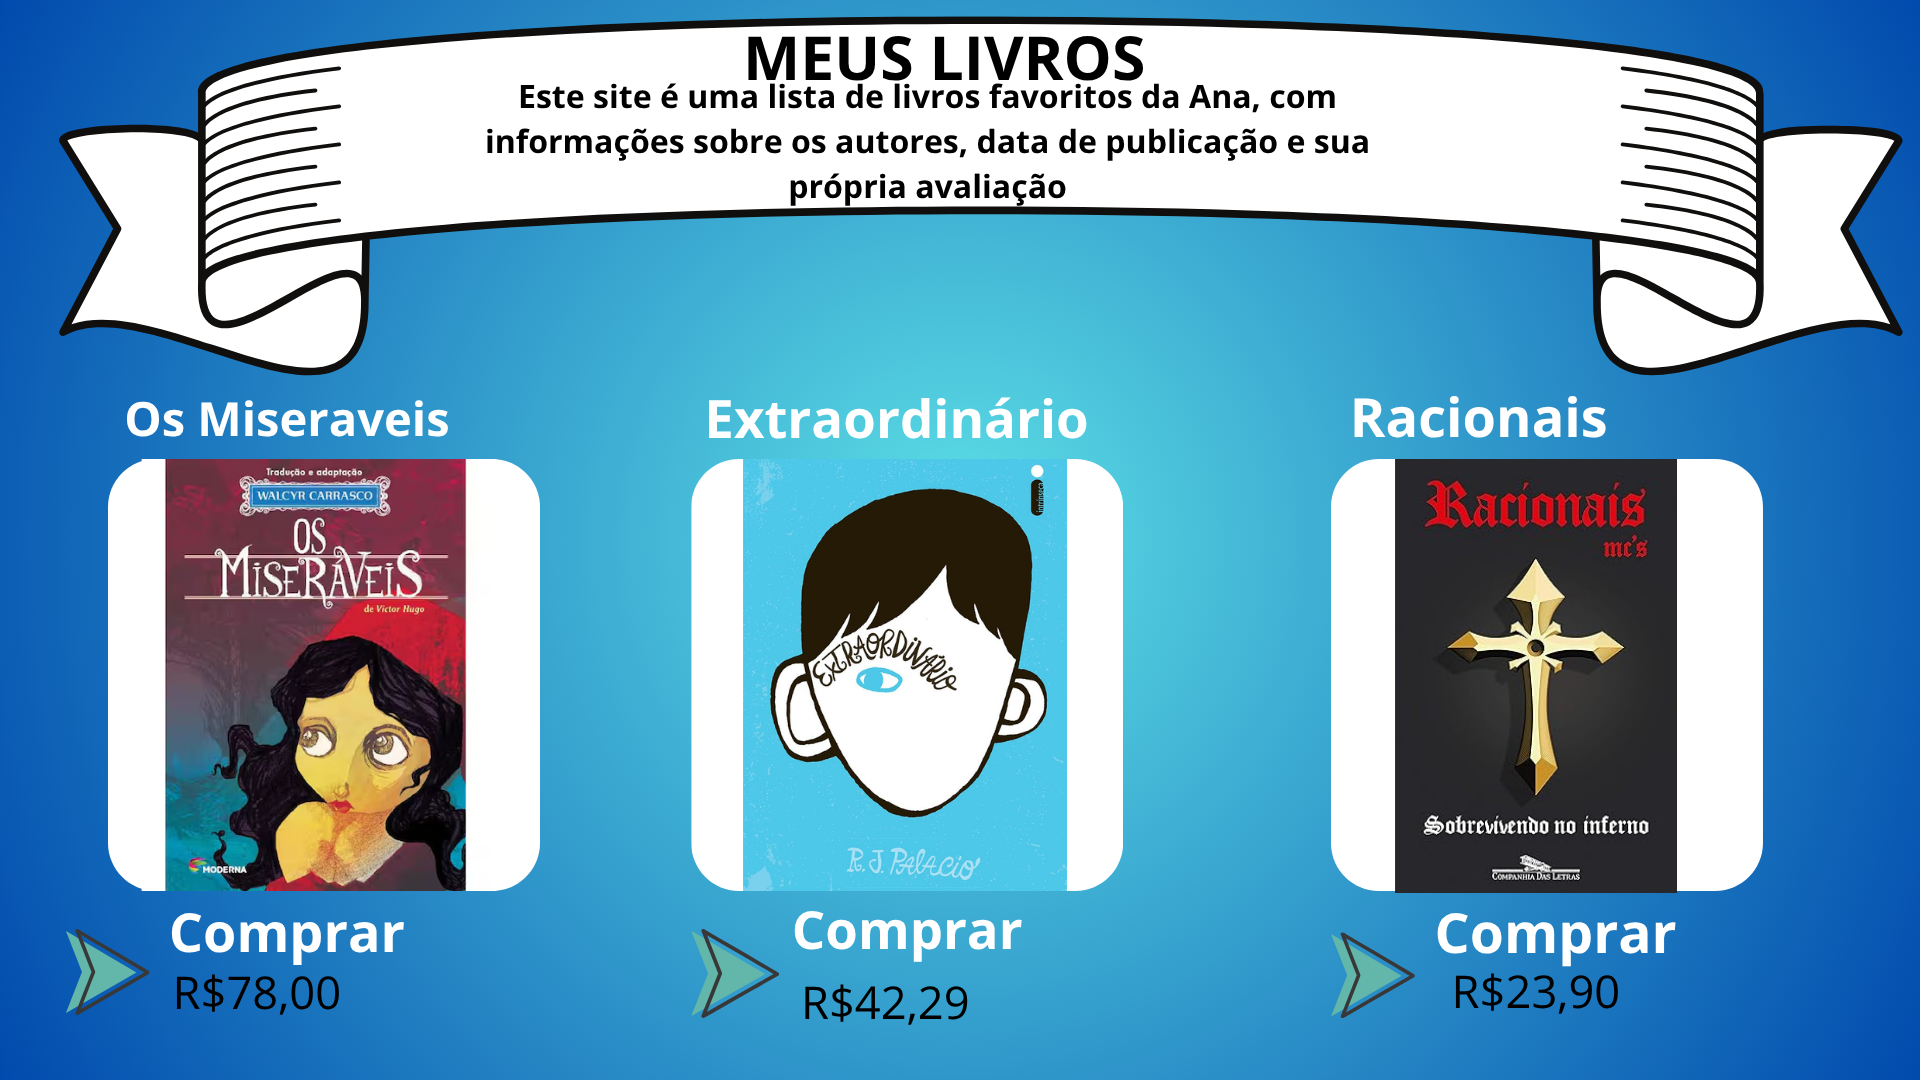 MEUS LIVROS
Este site é uma lista de livros favoritos da Ana, com
informações sobre os autores, data de publicação e sua
própria avaliação
Os Miseraveis
Tradução e adaptação
WALCYR CARRASCO
OS
MISERÁVEIS
de Victor Hugo
MODERNA
Comprar
R$78,00
Extraordinário
intrínseca
EXTRAORDINÁRIO
R. J. PALACIO
Comprar
R$42,29
Racionais
Racionais
mc's
Sobrevivendo no inferno
COMPANHIA DAS LETRAS
Comprar
R$23,90